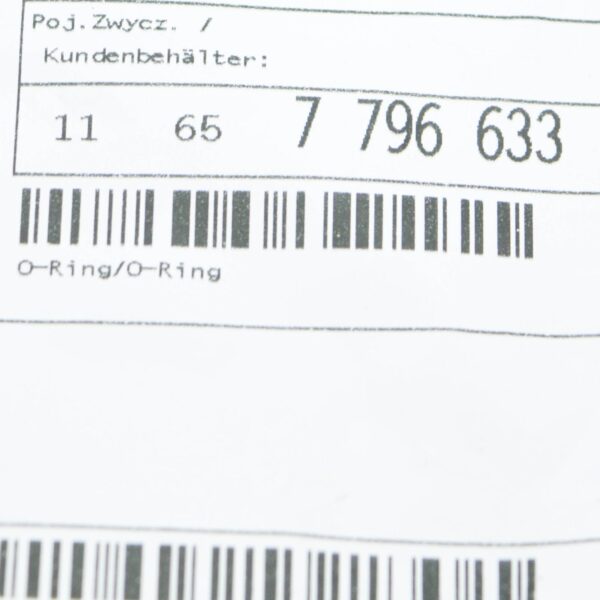 Poj.Zwycz. /
Kundenbehälter:
11 65 7 796 633
O-Ring/O-Ring